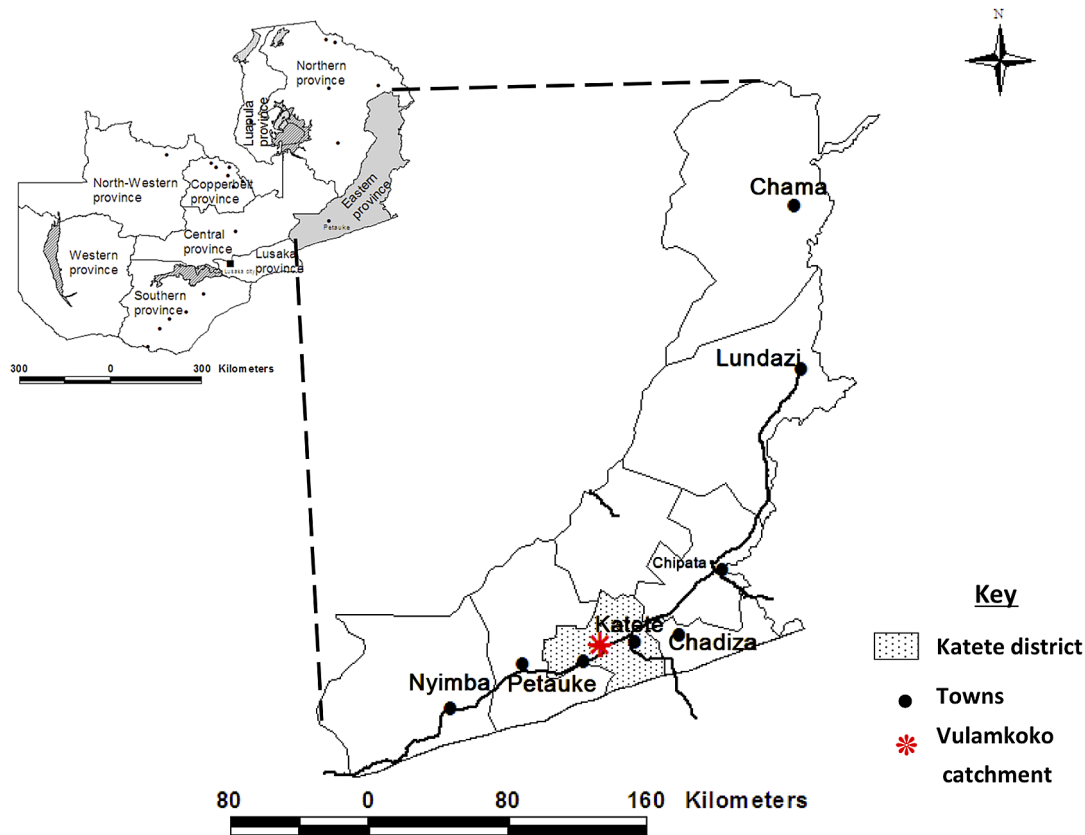 N
Northern
province
Luapula
province
North-Western
province
Copperbelt
province
Eastern
province
Petauke
Central
province
Lusaka
province
Lusaka city
Western
province
Southern
province
300 0 300 Kilometers
Chama
Lundazi
Chipata
Katete
Chadiza
Nyimba
Petauke
Key
Katete district
Towns
Vulamkoko
catchment
80 0 80 160 Kilometers